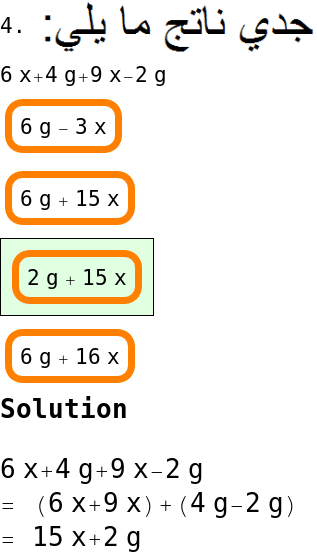 4. جدي ناتج ما يلي:
6 x+4 g+9 x−2 g
6 g − 3 x
6 g + 15 x
2 g + 15 x
6 g + 16 x
Solution
6 x+4 g+9 x−2 g
= (6 x+9 x)+(4 g−2 g)
= 15 x+2 g